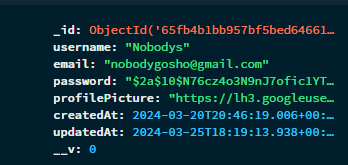 _id: ObjectId('65fb4b1bb957bf5bed64661…
username: "Nobodys"
email: "nobodygosho@gmail.com"
password: "$2a$10$N76cz4o3N9nJ7ofic1YT…
profilePicture: "https://lh3.googleuse…
createdAt: 2024-03-20T20:46:19.006+00:…
updatedAt: 2024-03-25T18:19:13.938+00:…
__v: 0